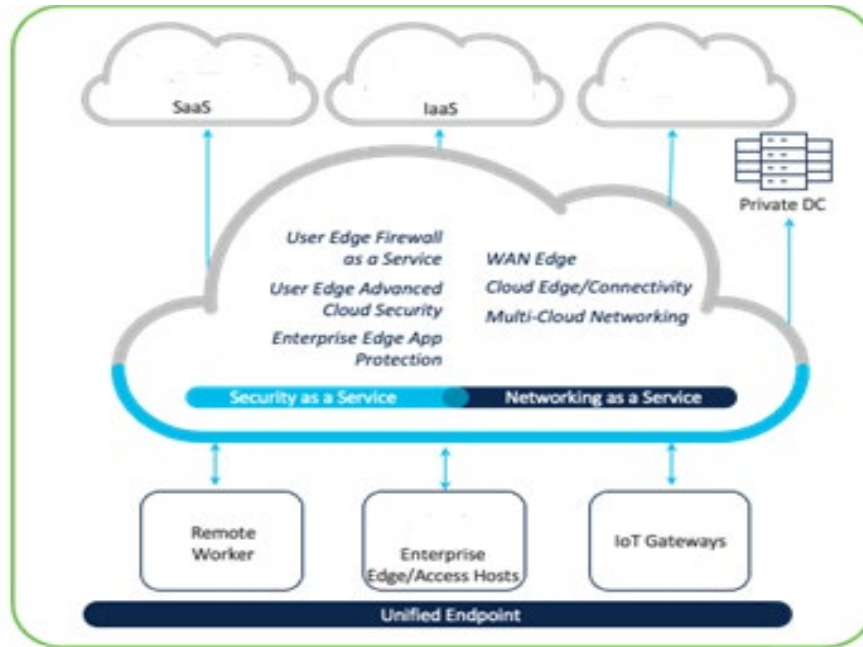 SaaS
IaaS
Private DC
User Edge Firewall
as a Service
User Edge Advanced
Cloud Security
Enterprise Edge App
Protection
WAN Edge
Cloud Edge/Connectivity
Multi-Cloud Networking
Security as a Service
Networking as a Service
Remote
Worker
Enterprise
Edge/Access Hosts
IoT Gateways
Unified Endpoint